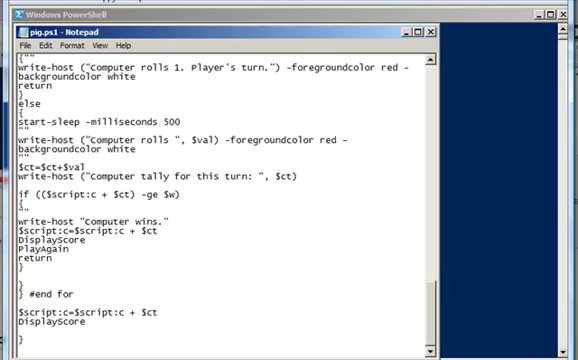 Windows PowerShell
pig.ps1 - Notepad
File Edit Format View Help
{""
write-host ("Computer rolls 1. Player's turn.") -foregroundcolor red -
backgroundcolor white
return
}
else
{
start-sleep -milliseconds 500
""
write-host ("Computer rolls ", $val) -foregroundcolor red -
backgroundcolor white
""
$ct=$ct+$val
write-host ("Computer tally for this turn: ", $ct)
if (($script:c + $ct) -ge $w)
{
""
write-host "Computer wins."
$script:c=$script:c + $ct
DisplayScore
PlayAgain
return
}
}
} #end for
$script:c=$script:c + $ct
DisplayScore
}